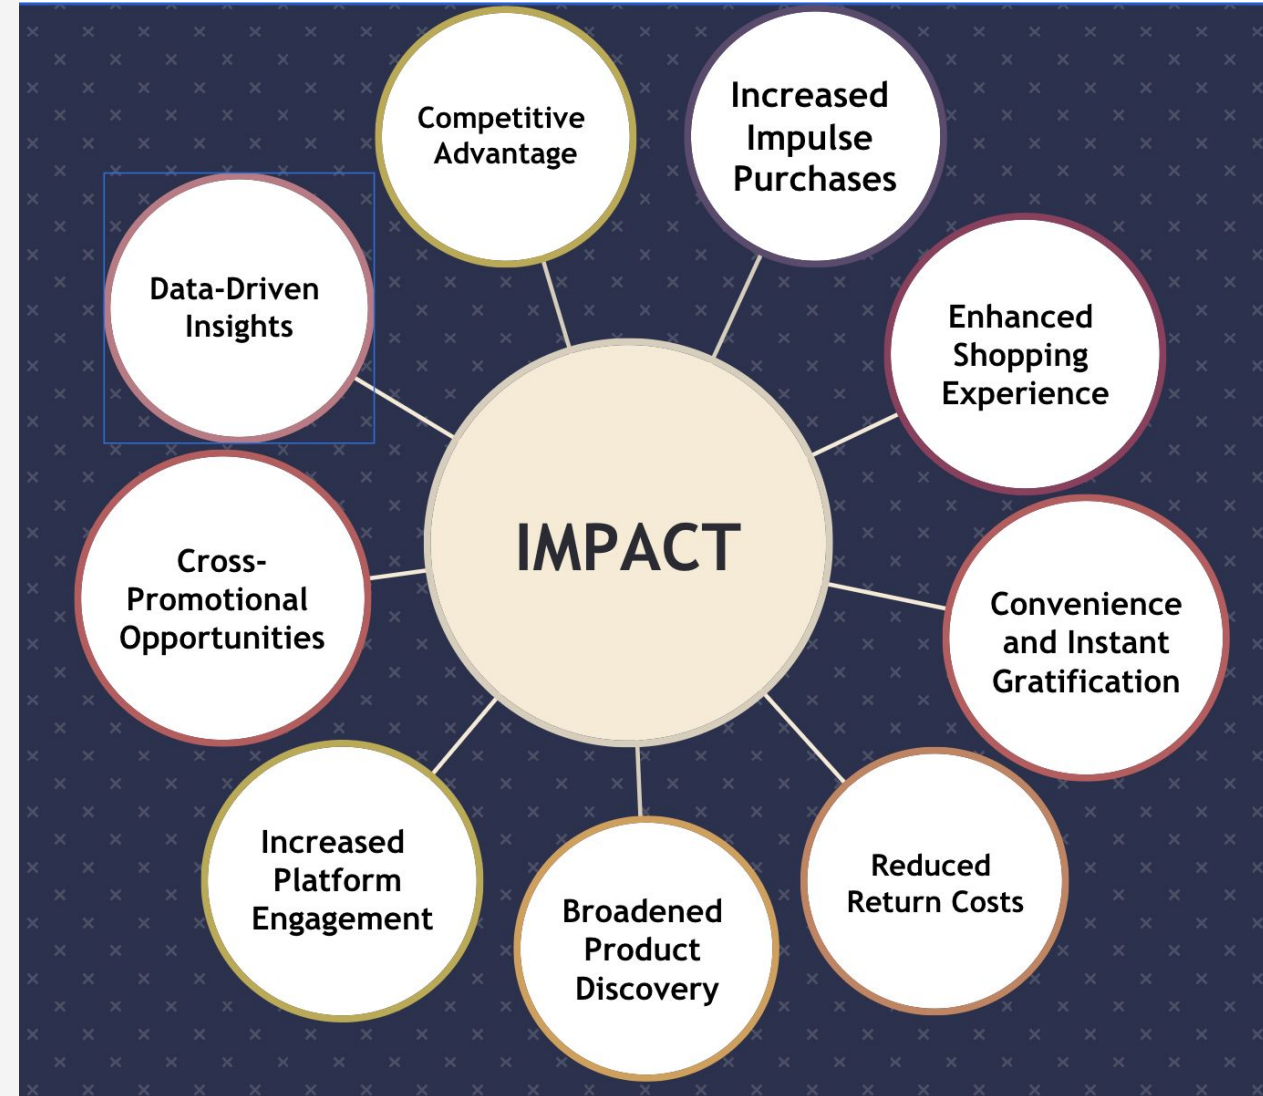 Competitive
Advantage
Increased
Impulse
Purchases
Data-Driven
Insights
Enhanced
Shopping
Experience
IMPACT
Cross-
Promotional
Opportunities
Convenience
and Instant
Gratification
Increased
Platform
Engagement
Broadened
Product
Discovery
Reduced
Return Costs